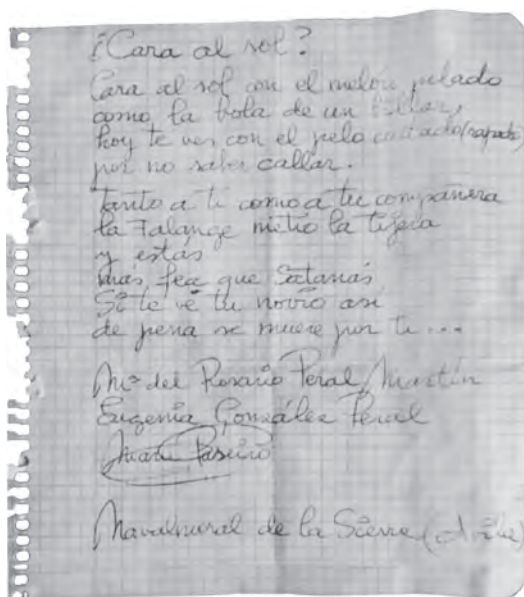 ¿Cara al sol?
Cara al sol con el melón pelado
como la bola de un billar,
hoy te ves con el pelo cortado (rapado)
por no saber callar.
Tanto a ti como a tu compañera
la Falange metió la tijera
y estás
más fea que Satanás
Si te ve tu novio así
de pena se muere por ti...
Mª del Rosario Peral Martín
Eugenia González Peral
Navalmoral de la Sierra (Ávila)